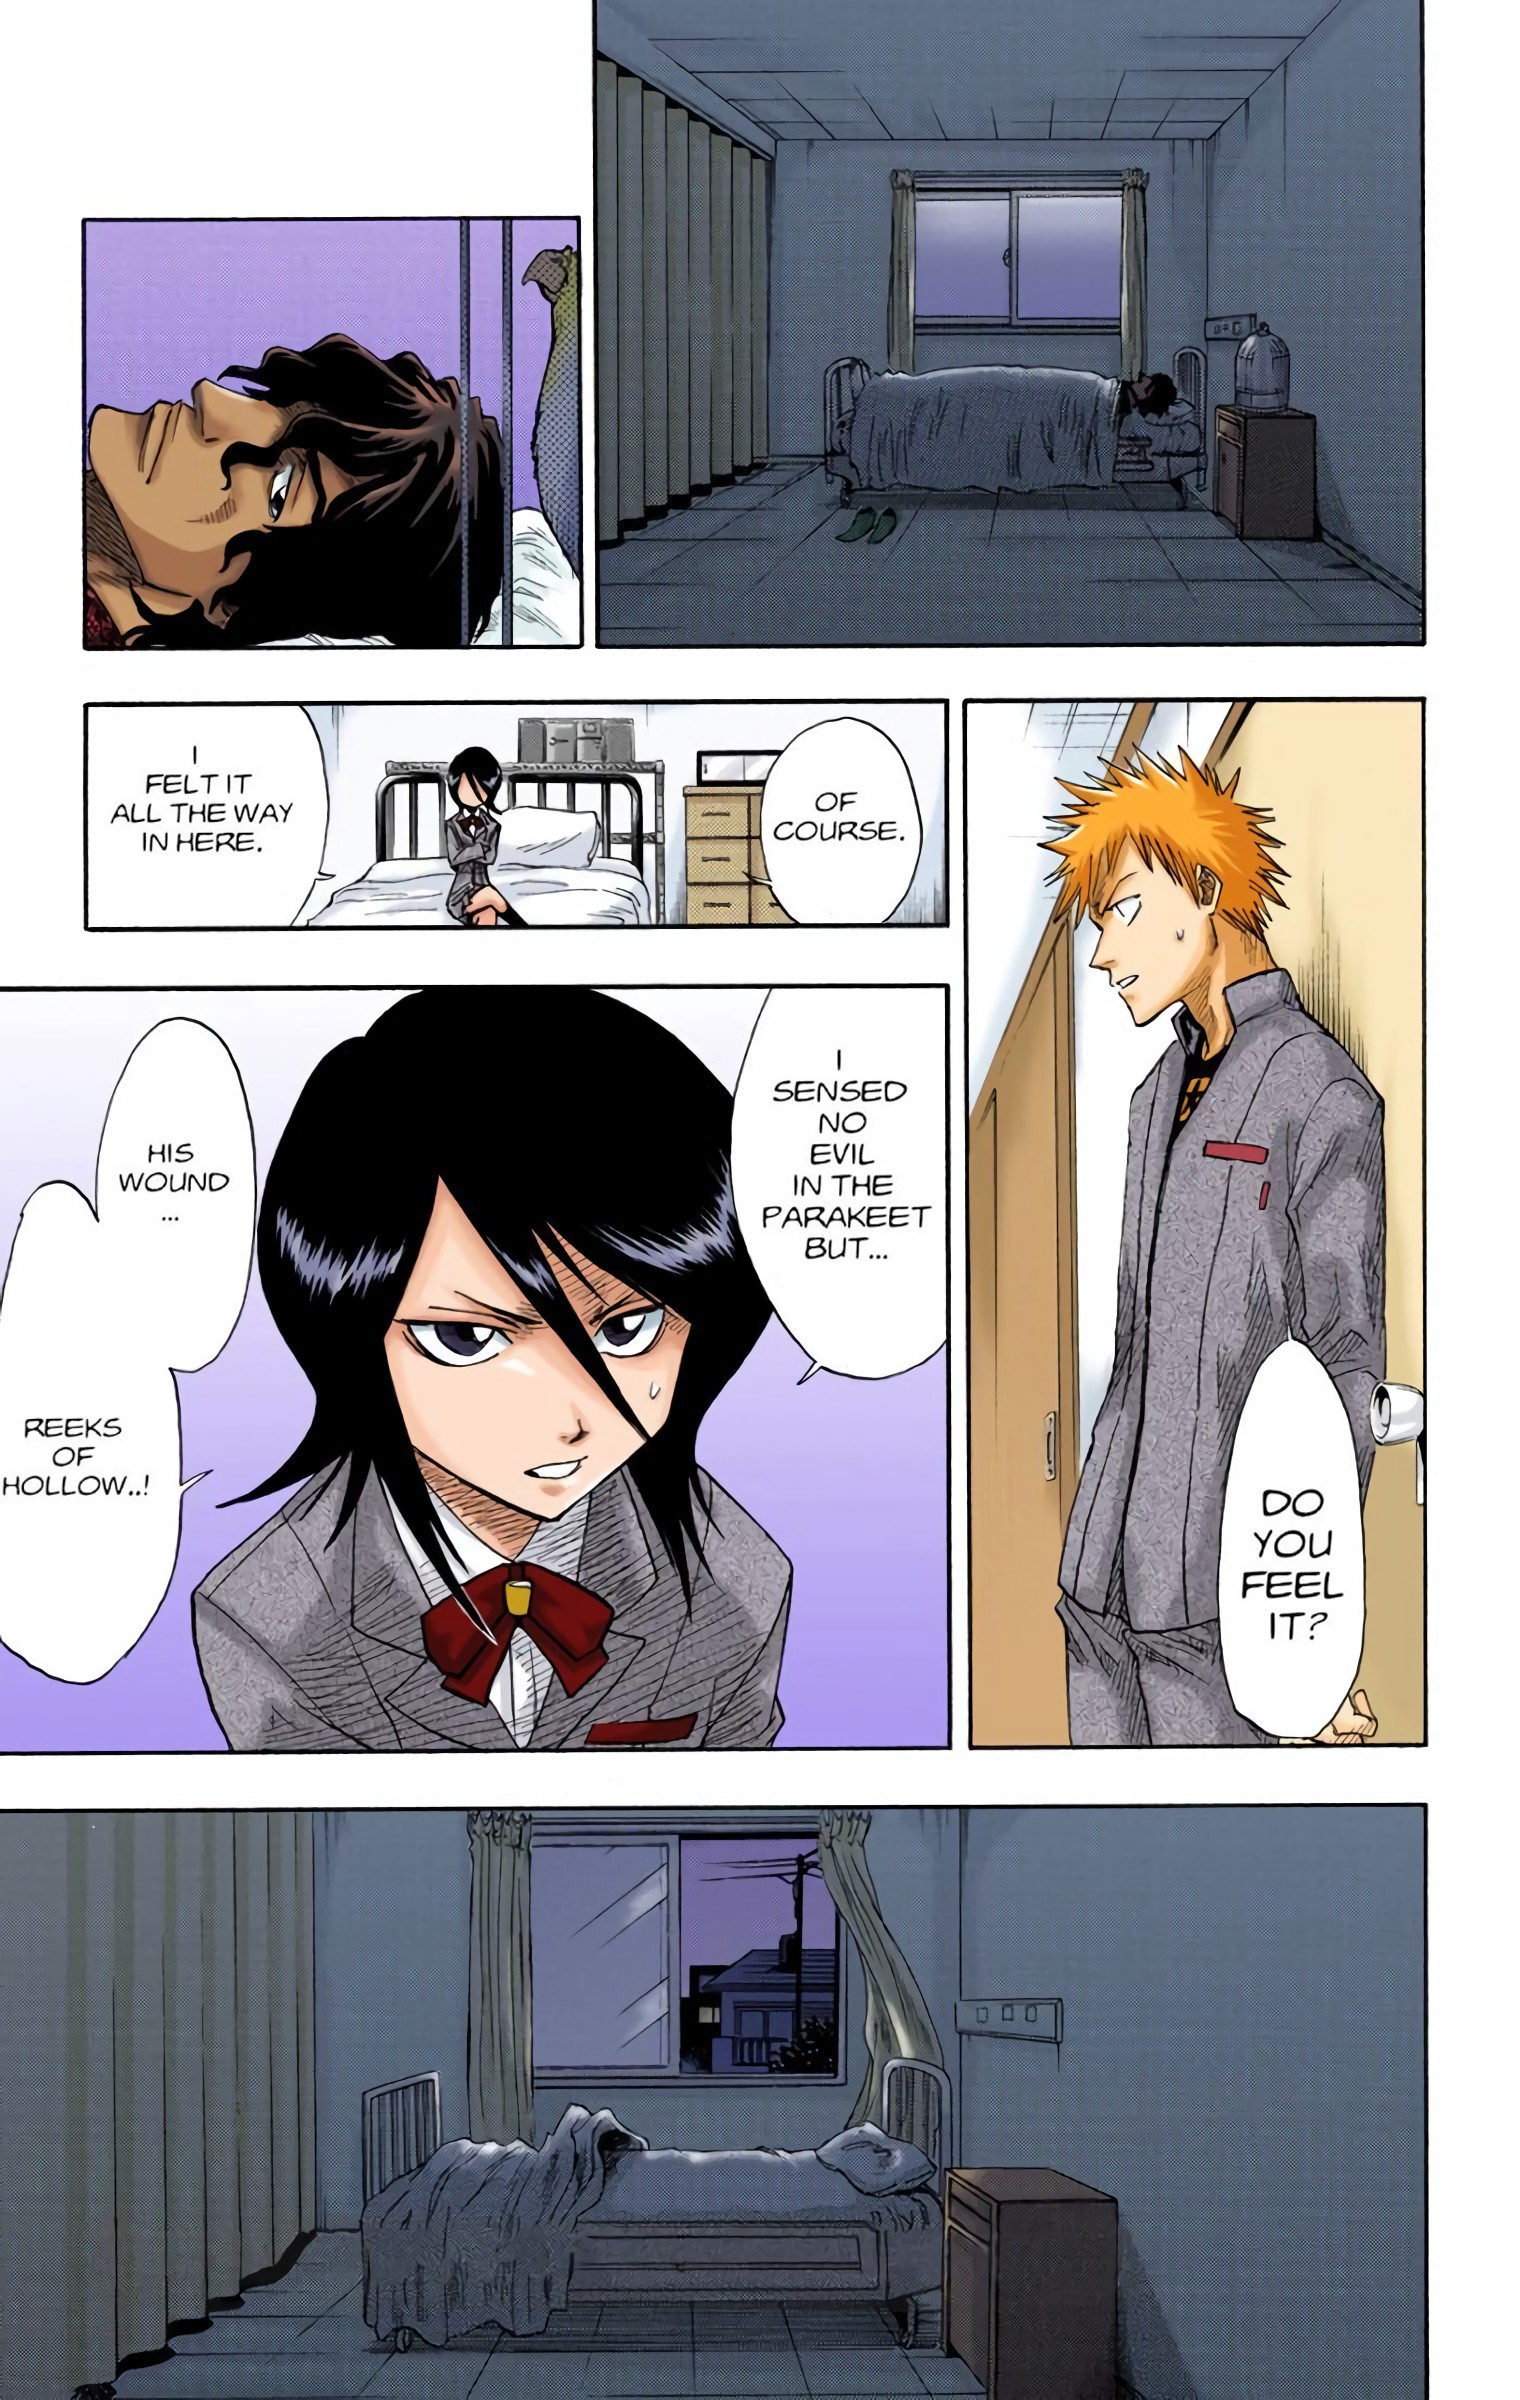 DO
YOU
FEEL
IT?
OF
COURSE.
I
FELT IT
ALL THE WAY
IN HERE.
I
SENSED
NO
EVIL
IN THE
PARAKEET
BUT...
HIS
WOUND
...
REEKS
OF
HOLLOW..!